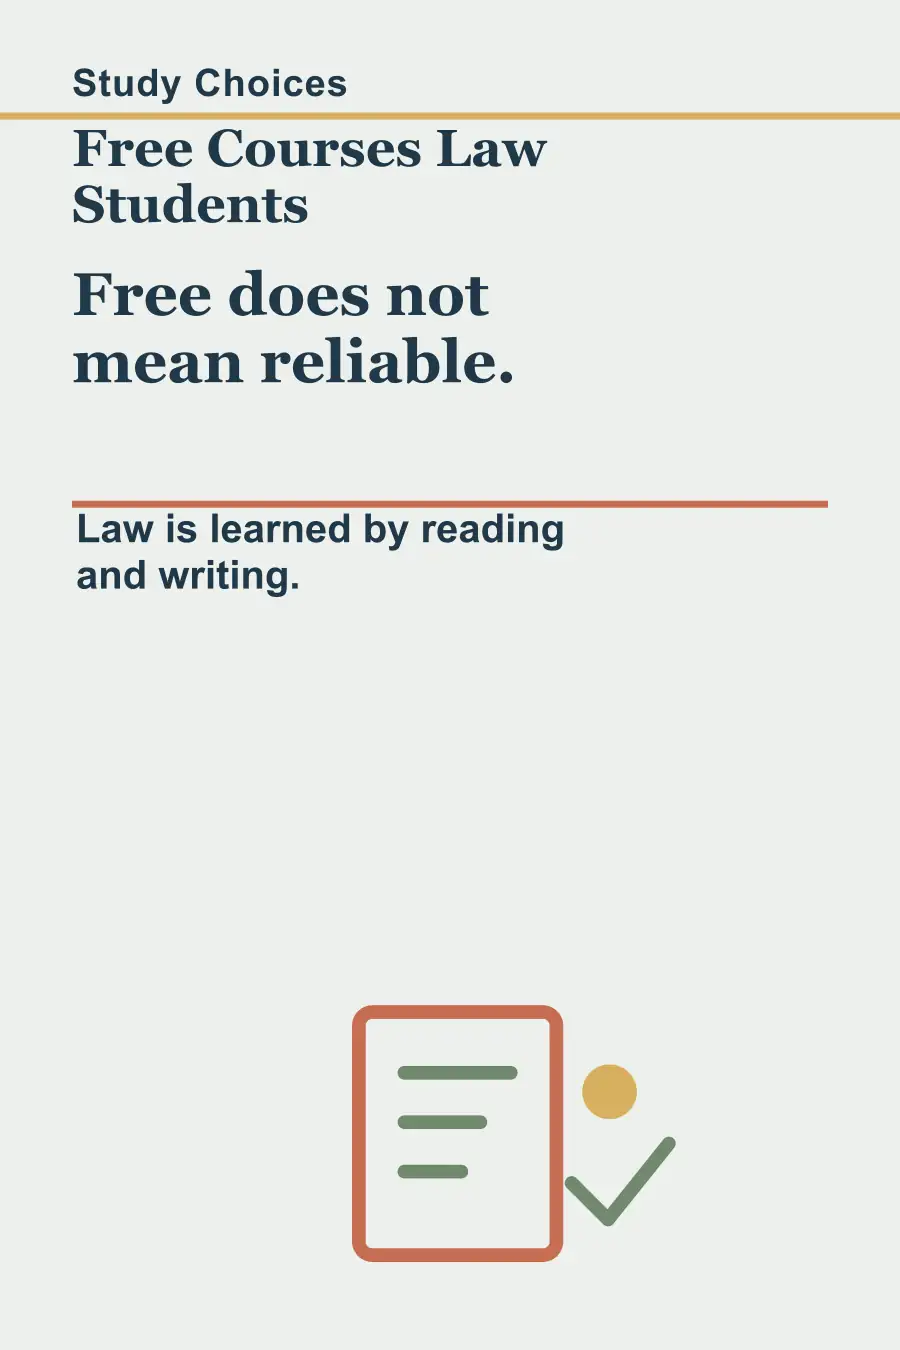 Study Choices
Free Courses Law
Students
Free does not
mean reliable.
Law is learned by reading
and writing.